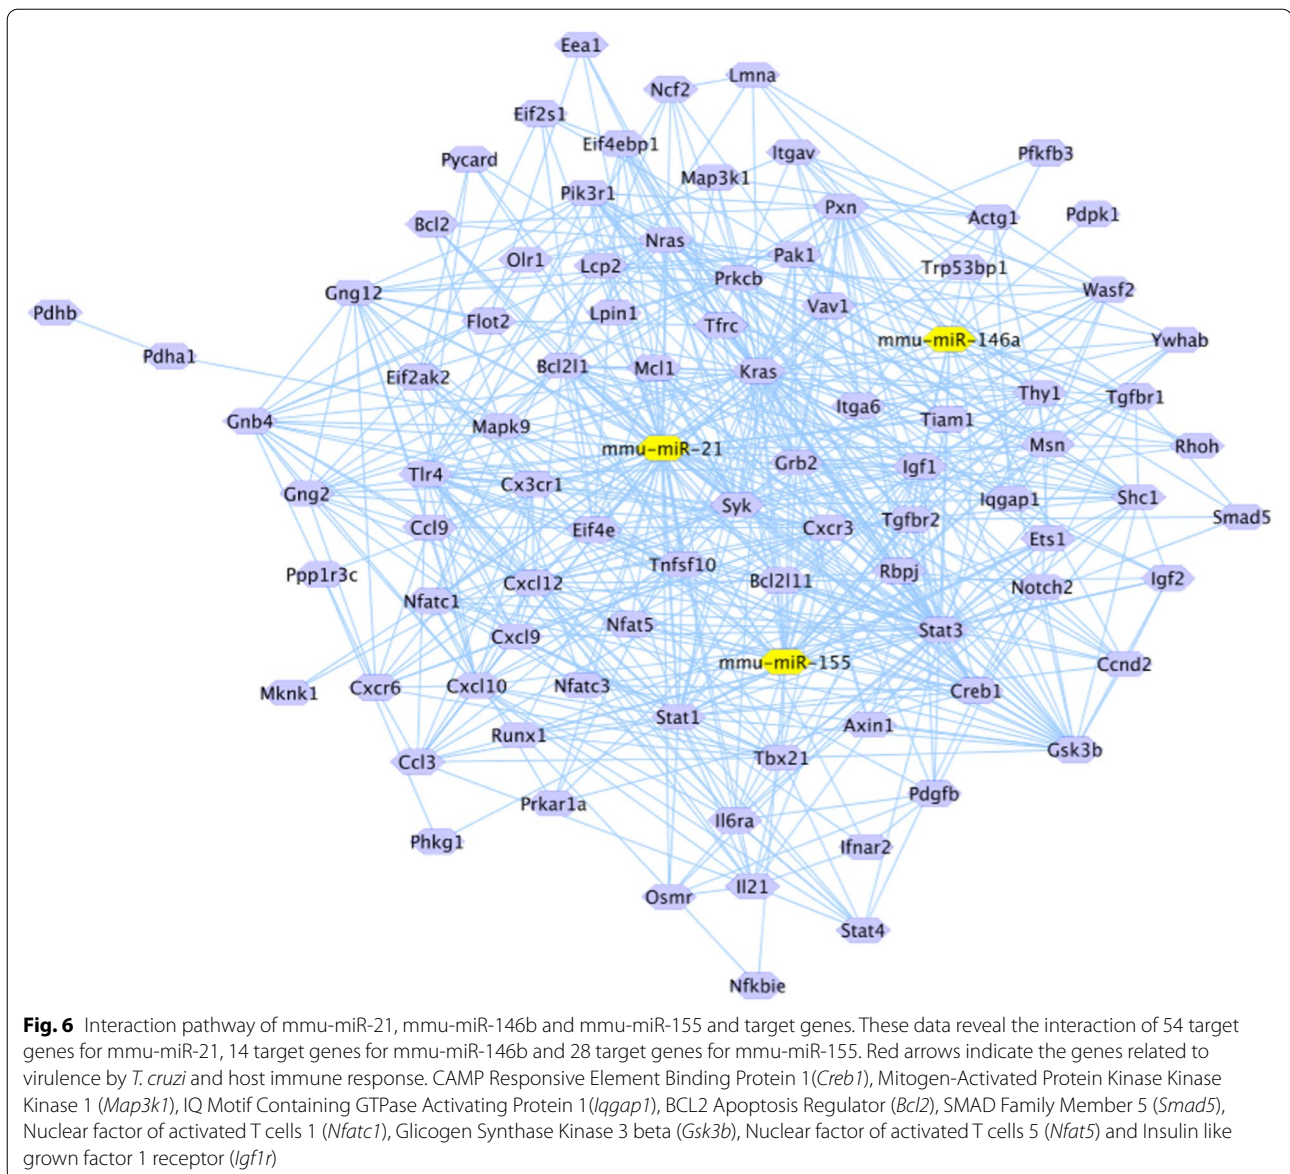 Eea1
Lmna
Ncf2
Eif2s1
Eif4ebp1
Itgav
Pfkfb3
Pycard
Map3k1
Pik3r1
Pxn
Actg1
Pdpk1
Bcl2
Nras
Pak1
Olr1
Lcp2
Trp53bp1
Prkcb
Wasf2
Gng12
Vav1
Pdhb
Lpin1
Flot2
Tfrc
mmu-miR-146a
Ywhab
Pdha1
Bcl2l1
Mcl1
Kras
Eif2ak2
Thy1
Tgfbr1
Itga6
Gnb4
Tiam1
Mapk9
mmu-miR-21
Msn
Rhoh
Grb2
Igf1
Tlr4
Cx3cr1
Gng2
Iqgap1
Shc1
Syk
Smad5
Tgfbr2
Ccl9
Eif4e
Cxcr3
Ets1
Tnfsf10
Rbpj
Ppp1r3c
Cxcl12
Bcl2l11
Notch2
Igf2
Nfatc1
Nfat5
Stat3
Cxcl9
mmu-miR-155
Ccnd2
Mknk1
Cxcr6
Cxcl10
Nfatc3
Creb1
Stat1
Axin1
Runx1
Gsk3b
Ccl3
Tbx21
Pdgfb
Prkar1a
Il6ra
Phkg1
Ifnar2
Il21
Osmr
Stat4
Nfkbie
Fig. 6 Interaction pathway of mmu-miR-21, mmu-miR-146b and mmu-miR-155 and target genes. These data reveal the interaction of 54 target
genes for mmu-miR-21, 14 target genes for mmu-miR-146b and 28 target genes for mmu-miR-155. Red arrows indicate the genes related to
virulence by T. cruzi and host immune response. CAMP Responsive Element Binding Protein 1(Creb1), Mitogen-Activated Protein Kinase Kinase
Kinase 1 (Map3k1), IQ Motif Containing GTPase Activating Protein 1(Iqgap1), BCL2 Apoptosis Regulator (Bcl2), SMAD Family Member 5 (Smad5),
Nuclear factor of activated T cells 1 (Nfatc1), Glicogen Synthase Kinase 3 beta (Gsk3b), Nuclear factor of activated T cells 5 (Nfat5) and Insulin like
grown factor 1 receptor (Igf1r)